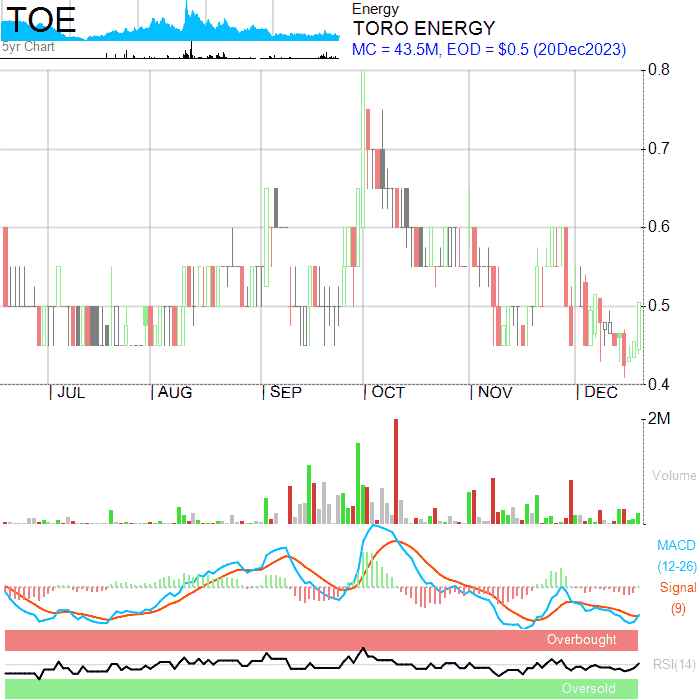 TOE
5yr Chart
Energy
TORO ENERGY
MC = 43.5M, EOD = $0.5 (20Dec2023)
0.8
0.7
0.6
0.5
0.4
JUL AUG SEP OCT NOV DEC
2M
Volume
MACD
(12-26)
Signal
(9)
Overbought
RSI(14)
Oversold